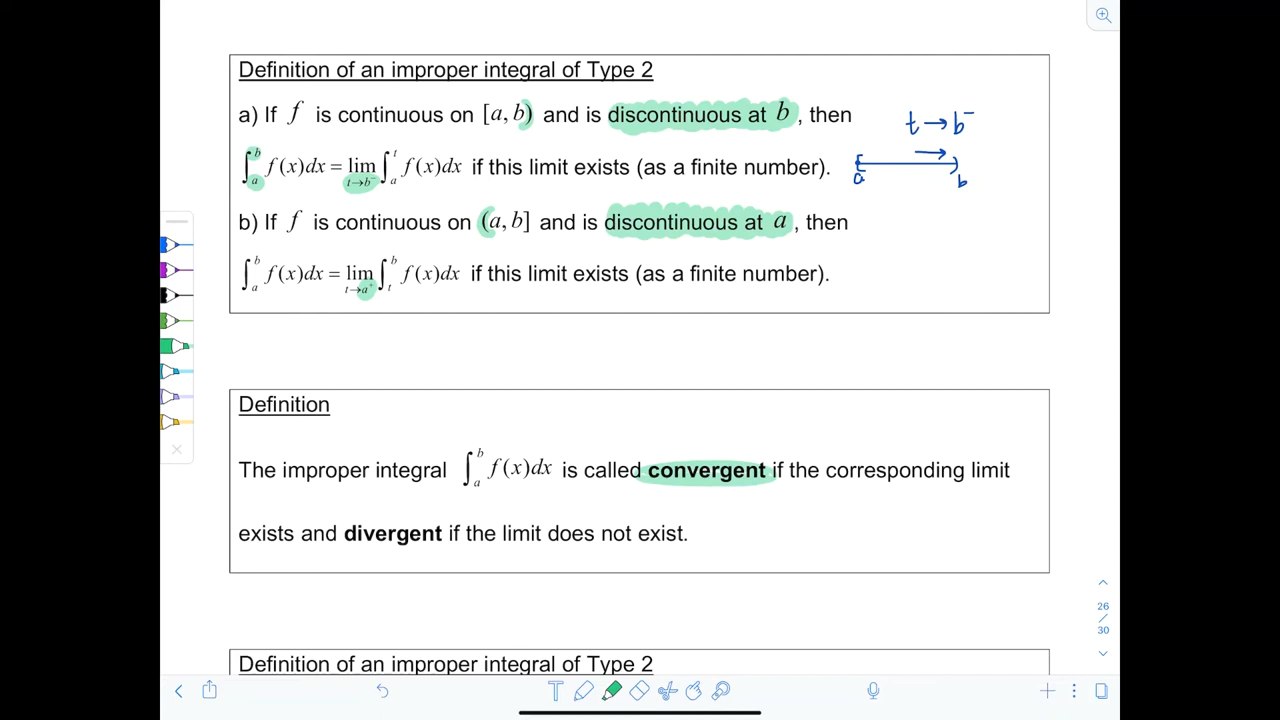 Definition of an improper integral of Type 2
a) If f is continuous on [a, b) and is discontinuous at b, then
t → b⁻
∫ₐᵇ f(x)dx = lim_{t→b⁻} ∫ₐᵗ f(x)dx if this limit exists (as a finite number).
a b
b) If f is continuous on (a, b] and is discontinuous at a, then
∫ₐᵇ f(x)dx = lim_{t→a⁺} ∫ₜᵇ f(x)dx if this limit exists (as a finite number).
Definition
The improper integral ∫ₐᵇ f(x)dx is called convergent if the corresponding limit
exists and divergent if the limit does not exist.
26
/
30
Definition of an improper integral of Type 2
T